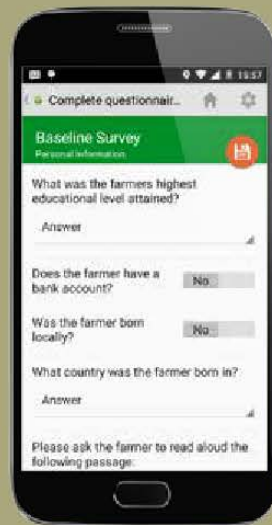 16:57
Complete questionnair..
Baseline Survey
Personal information
What was the farmers highest
educational level attained?
Answer
Does the farmer have a
bank account?
No
Was the farmer born
locally?
No
What country was the farmer born in?
Answer
Please ask the farmer to read aloud the
following passage: